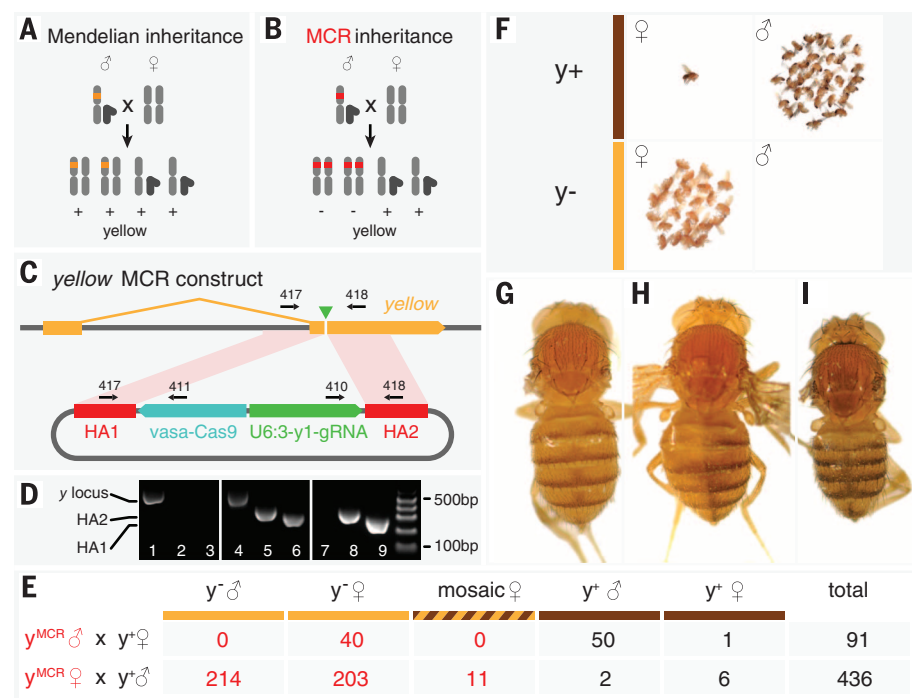 A
Mendelian inheritance
♂ ♀
X
+ + + +
yellow
B
MCR inheritance
♂ ♀
X
- - + +
yellow
C
yellow MCR construct
417 418 yellow
417 411 410 418
HA1 vasa-Cas9 U6:3-y1-gRNA HA2
D
y locus
HA2
HA1
1 2 3 4 5 6 7 8 9
500bp
100bp
E
y⁻♂ y⁻♀ mosaic♀ y⁺♂ y⁺♀ total
yᴹᶜᴿ♂ x y⁺♀ 0 40 0 50 1 91
yᴹᶜᴿ♀ x y⁺♂ 214 203 11 2 6 436
F
♀ ♂
y+
♀ ♂
y-
G
H
I